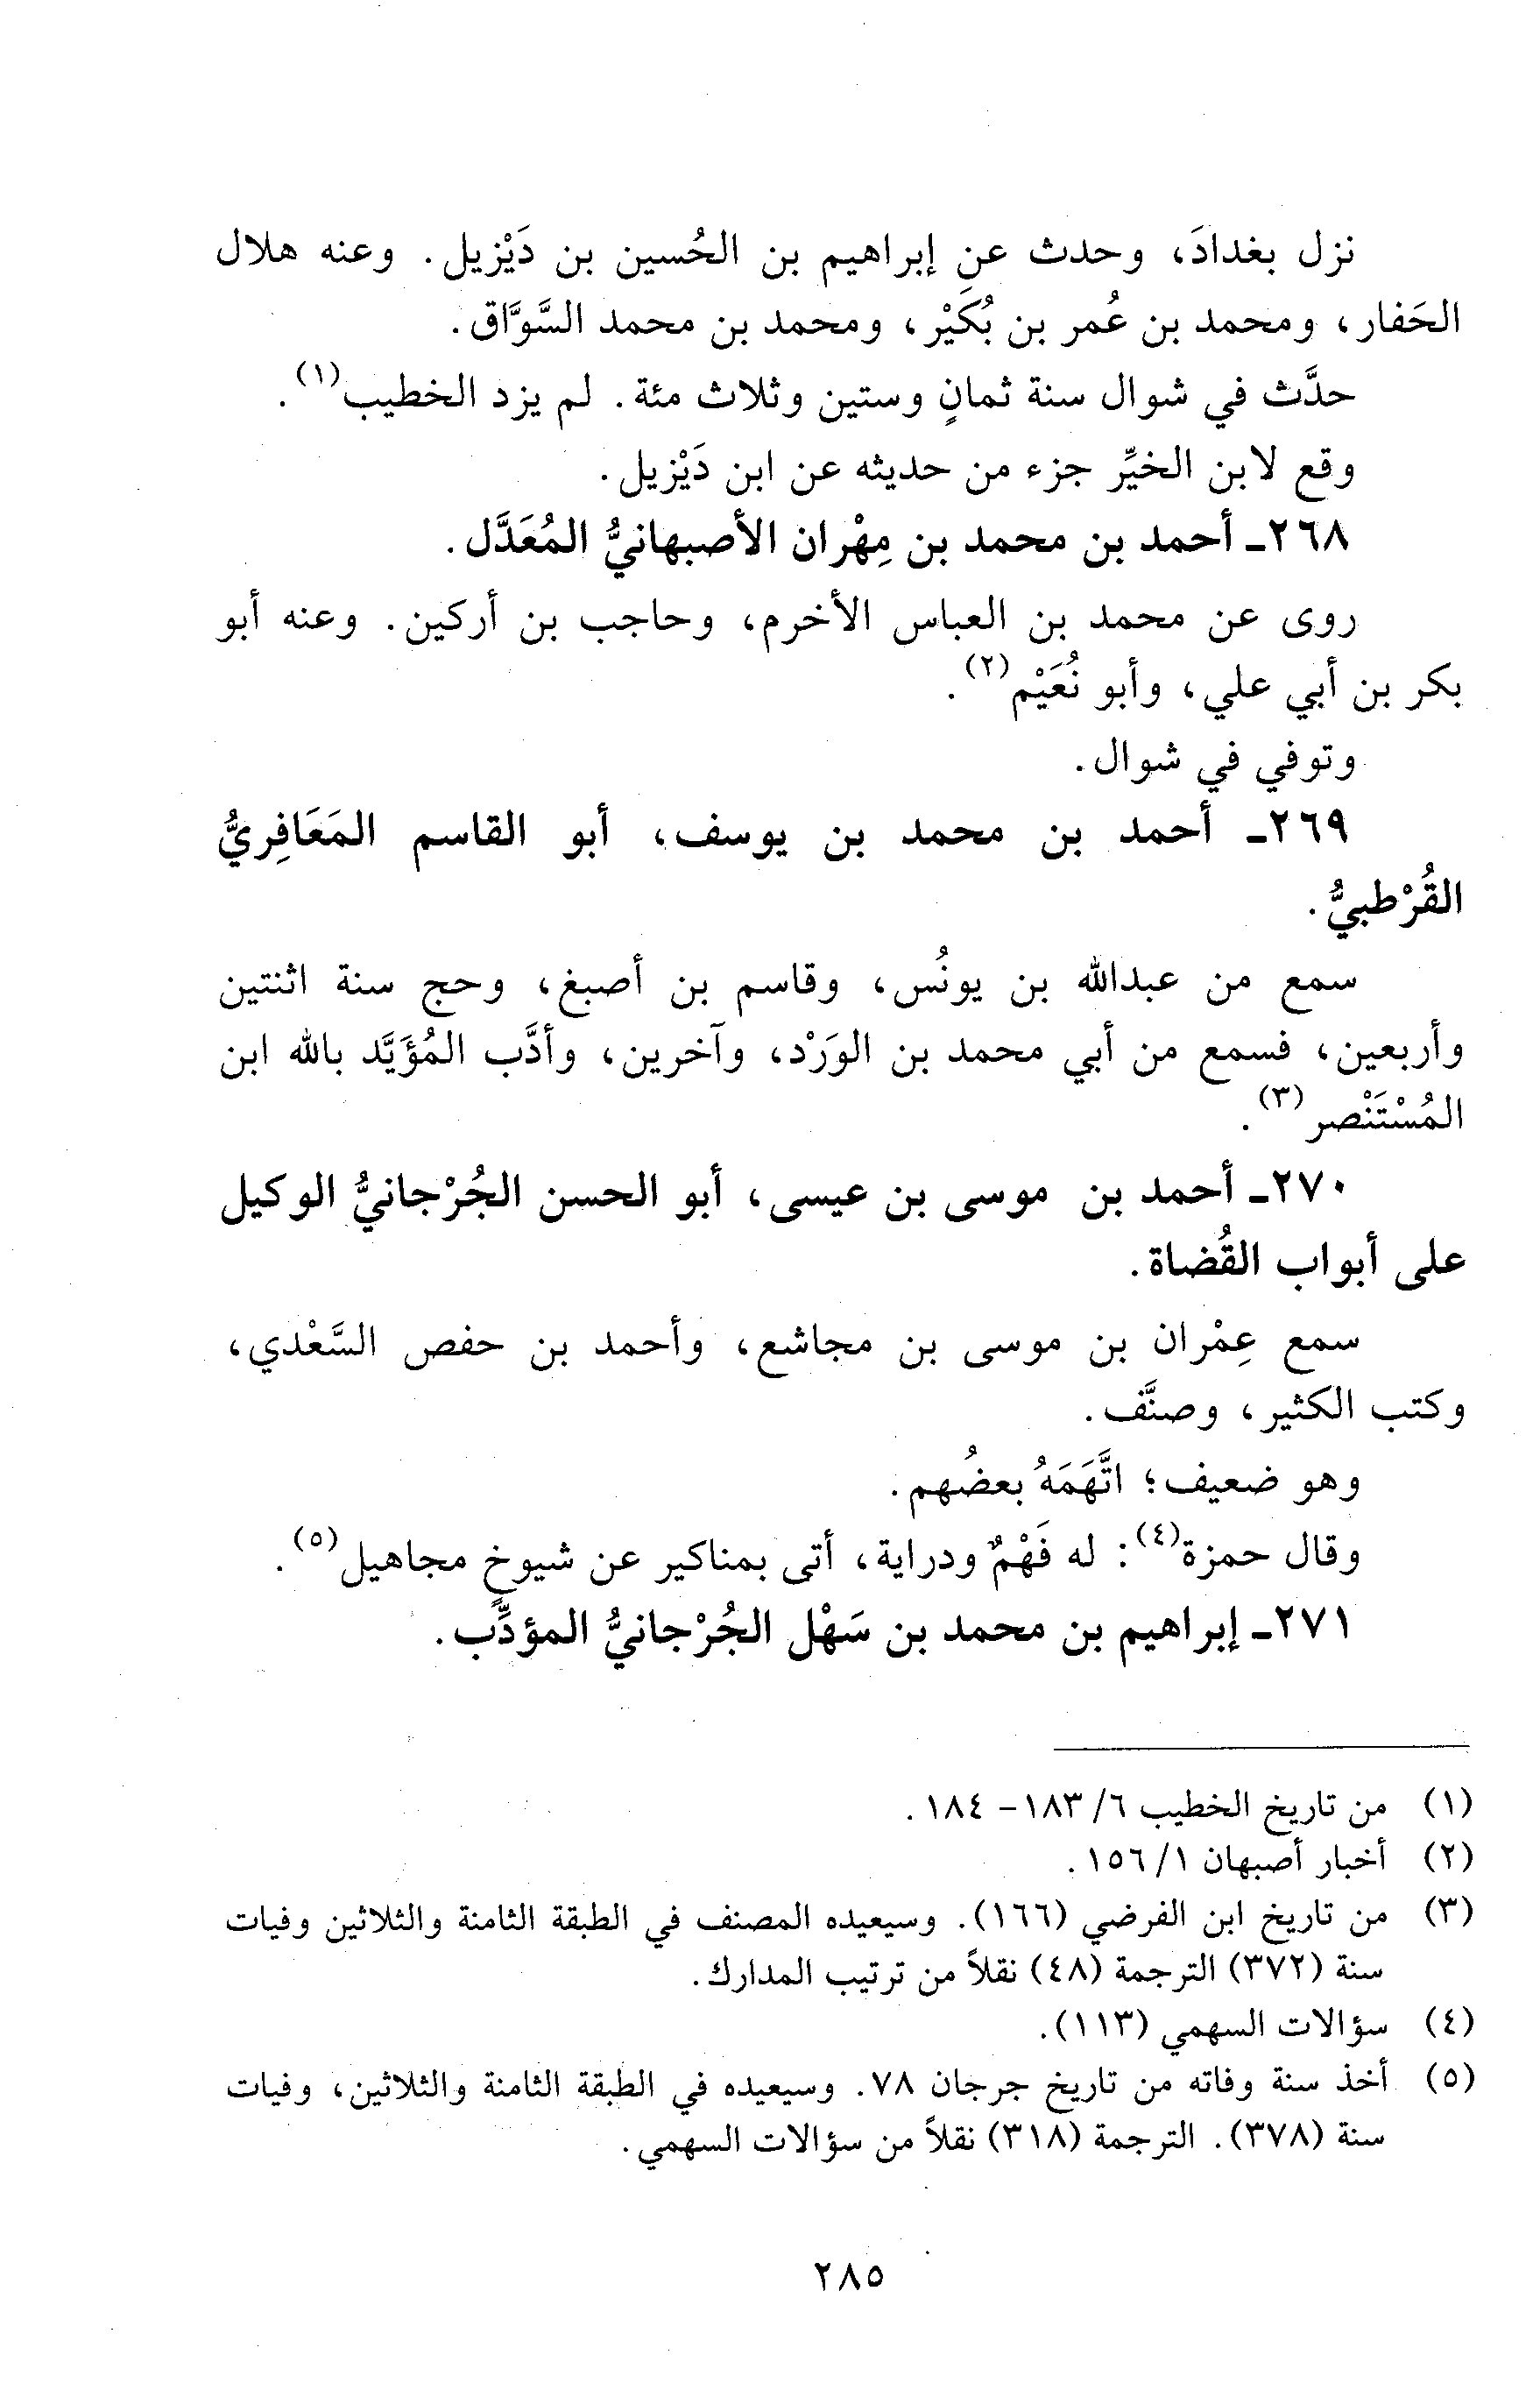 نزل بغدادَ، وحدث عن إبراهيم بن الحُسين بن دَيْزيل. وعنه هلال
الحَفار، ومحمد بن عُمر بن بُكَيْر، ومحمد بن محمد السَّوَّاق.
حدَّث في شوال سنة ثمانٍ وستين وثلاث مئة. لم يزد الخطيب(١).
وقع لابن الخيِّر جزء من حديثه عن ابن دَيْزيل.
٢٦٨ـ أحمد بن محمد بن مِهْران الأصبهانيُّ المُعَدَّل.
روى عن محمد بن العباس الأخرم، وحاجب بن أركين. وعنه أبو
بكر بن أبي علي، وأبو نُعَيْم(٢).
وتوفي في شوال.
٢٦٩ـ أحمد بن محمد بن يوسف، أبو القاسم المَعَافِريُّ
القُرْطبيُّ.
سمع من عبدالله بن يونُس، وقاسم بن أصبغ، وحج سنة اثنتين
وأربعين، فسمع من أبي محمد بن الوَرْد، وآخرين، وأدَّب المُؤَيَّد بالله ابن
المُسْتَنْصر(٣).
٢٧٠ـ أحمد بن موسى بن عيسى، أبو الحسن الجُرْجانيُّ الوكيل
على أبواب القُضاة.
سمع عِمْران بن موسى بن مجاشع، وأحمد بن حفص السَّعْدي،
وكتب الكثير، وصنَّف.
وهو ضعيف؛ اتَّهَمَهُ بعضُهم.
وقال حمزة(٤): له فَهْمٌ ودراية، أتى بمناكير عن شيوخٍ مجاهيل(٥).
٢٧١ـ إبراهيم بن محمد بن سَهْل الجُرْجانيُّ المؤدِّب.
(١) من تاريخ الخطيب ٦/ ١٨٣- ١٨٤.
(٢) أخبار أصبهان ١/ ١٥٦.
(٣) من تاريخ ابن الفرضي (١٦٦). وسيعيده المصنف في الطبقة الثامنة والثلاثين وفيات
سنة (٣٧٢) الترجمة (٤٨) نقلاً من ترتيب المدارك.
(٤) سؤالات السهمي (١١٣).
(٥) أخذ سنة وفاته من تاريخ جرجان ٧٨. وسيعيده في الطبقة الثامنة والثلاثين، وفيات
سنة (٣٧٨). الترجمة (٣١٨) نقلاً من سؤالات السهمي.
٢٨٥